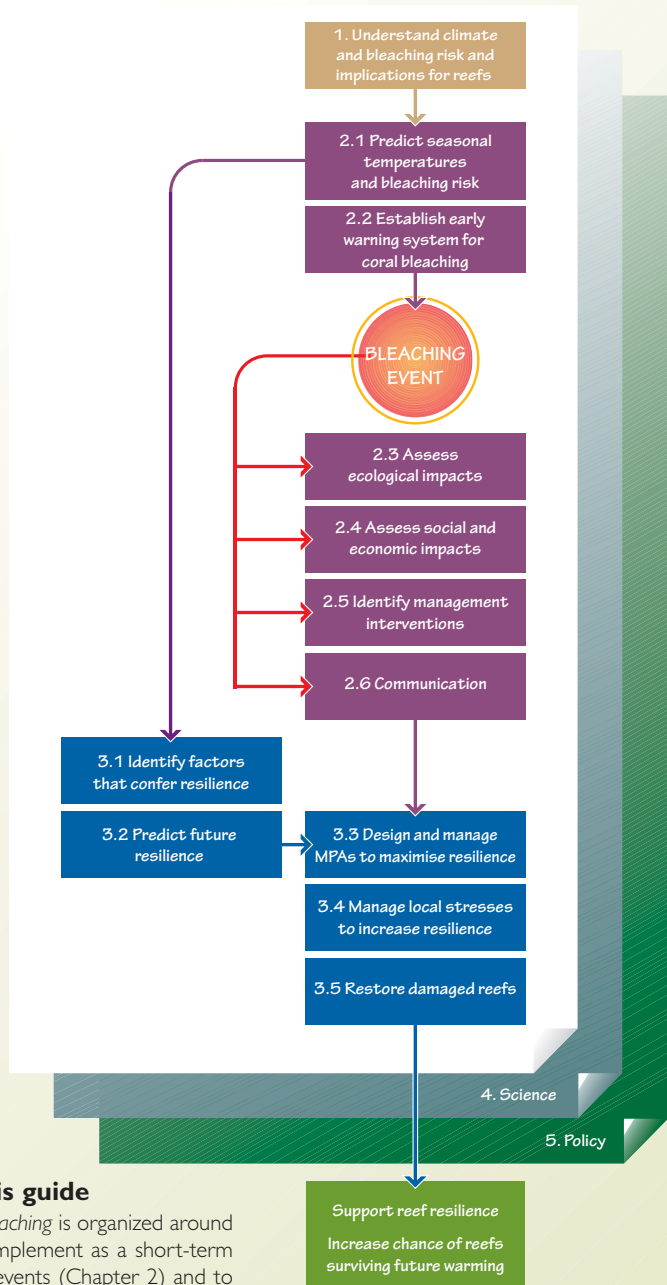 1. Understand climate
and bleaching risk and
implications for reefs
2.1 Predict seasonal
temperatures
and bleaching risk
2.2 Establish early
warning system for
coral bleaching
BLEACHING
EVENT
2.3 Assess
ecological impacts
2.4 Assess social and
economic impacts
2.5 Identify management
interventions
2.6 Communication
3.1 Identify factors
that confer resilience
3.2 Predict future
resilience
3.3 Design and manage
MPAs to maximise resilience
3.4 Manage local stresses
to increase resilience
3.5 Restore damaged reefs
4. Science
5. Policy
is guide
eaching is organized around
mplement as a short-term
events (Chapter 2) and to
Support reef resilience
Increase chance of reefs
surviving future warming